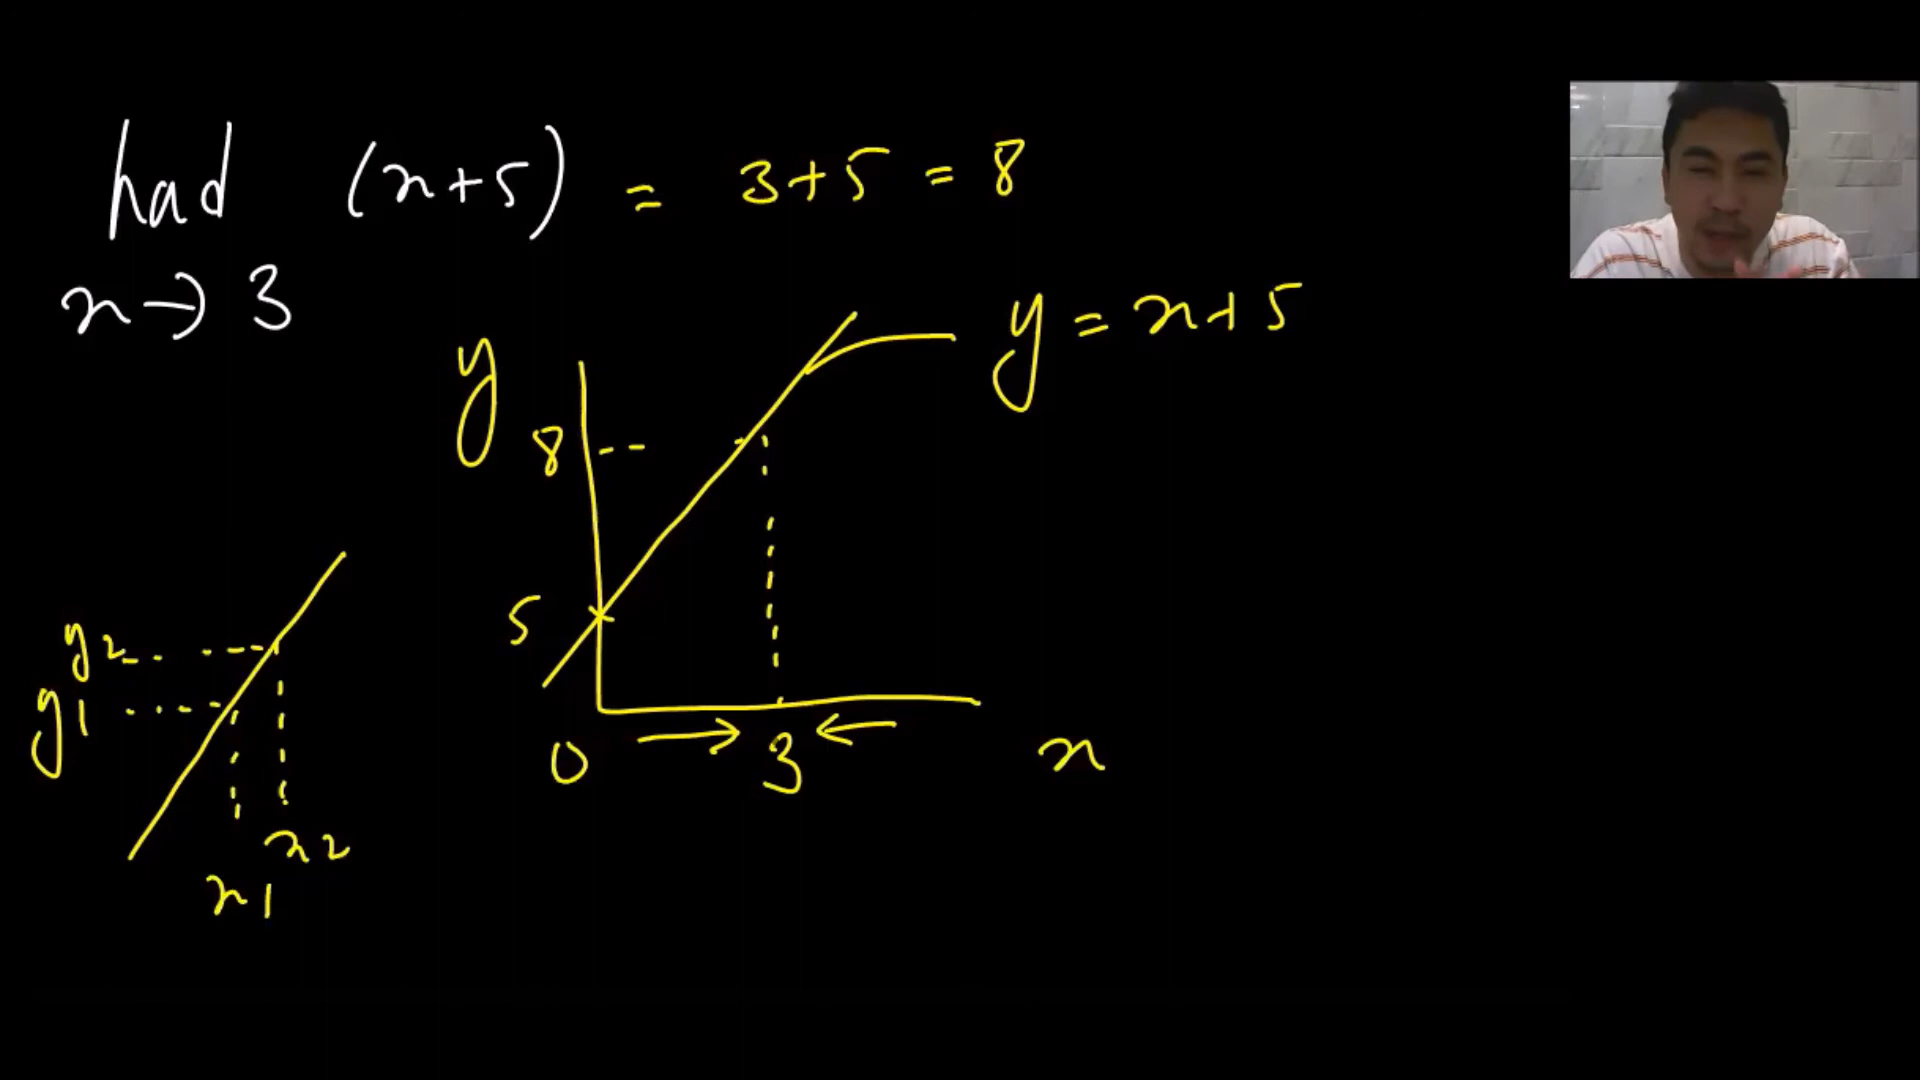 had (x+5) = 3+5 = 8
x→3
y = x+5
y
8
5
0 → 3 ← x
y2
y1
x2
x1